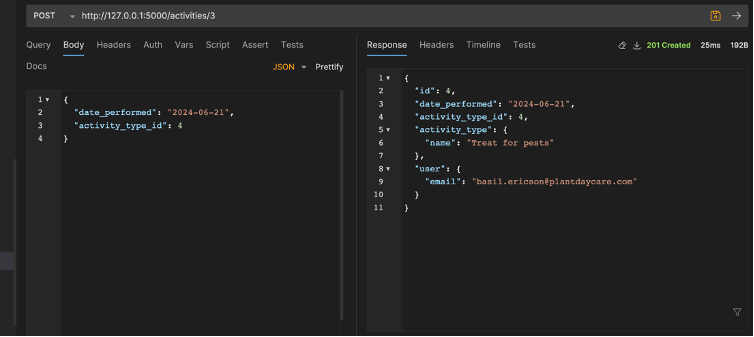 POST http://127.0.0.1:5000/activities/3
Query Body Headers Auth Vars Script Assert Tests
Docs
JSON Prettify
1 {
2 "date_performed": "2024-06-21",
3 "activity_type_id": 4
4 }
Response Headers Timeline Tests 201 Created 25ms 192B
1 {
2 "id": 4,
3 "date_performed": "2024-06-21",
4 "activity_type_id": 4,
5 "activity_type": {
6 "name": "Treat for pests"
7 },
8 "user": {
9 "email": "basil.ericson@plantdaycare.com"
10 }
11 }